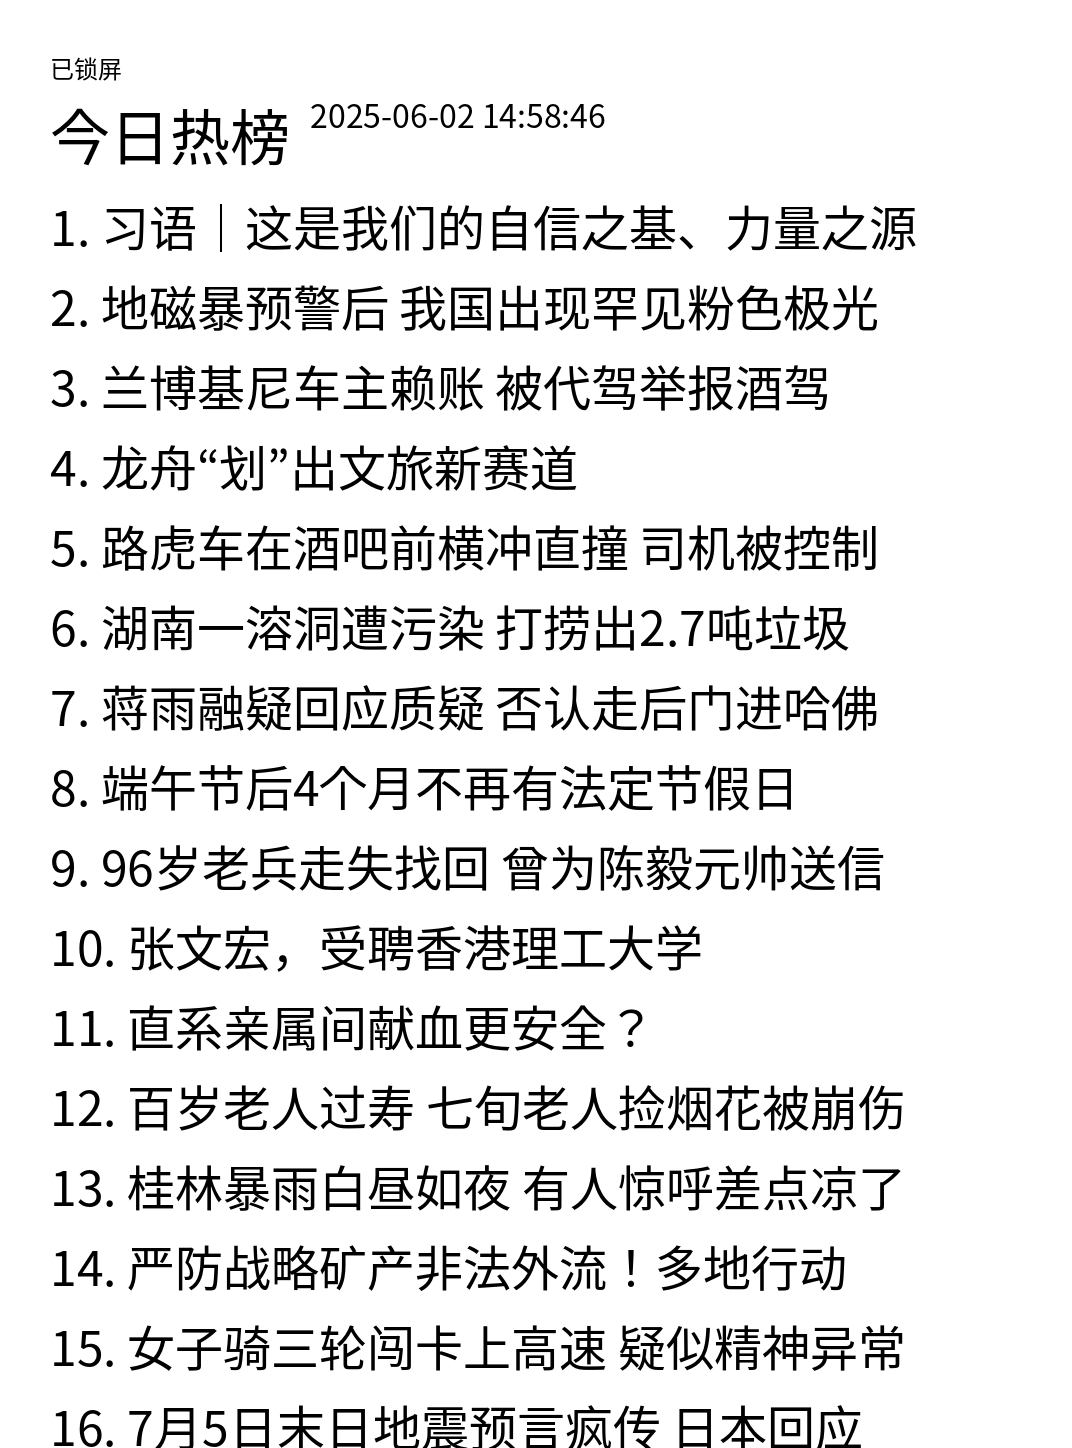 已锁屏
今日热榜 2025-06-02 14:58:46
1. 习语｜这是我们的自信之基、力量之源
2. 地磁暴预警后 我国出现罕见粉色极光
3. 兰博基尼车主赖账 被代驾举报酒驾
4. 龙舟“划”出文旅新赛道
5. 路虎车在酒吧前横冲直撞 司机被控制
6. 湖南一溶洞遭污染 打捞出2.7吨垃圾
7. 蒋雨融疑回应质疑 否认走后门进哈佛
8. 端午节后4个月不再有法定节假日
9. 96岁老兵走失找回 曾为陈毅元帅送信
10. 张文宏，受聘香港理工大学
11. 直系亲属间献血更安全？
12. 百岁老人过寿 七旬老人捡烟花被崩伤
13. 桂林暴雨白昼如夜 有人惊呼差点凉了
14. 严防战略矿产非法外流！多地行动
15. 女子骑三轮闯卡上高速 疑似精神异常
16. 7月5日末日地震预言疯传 日本回应